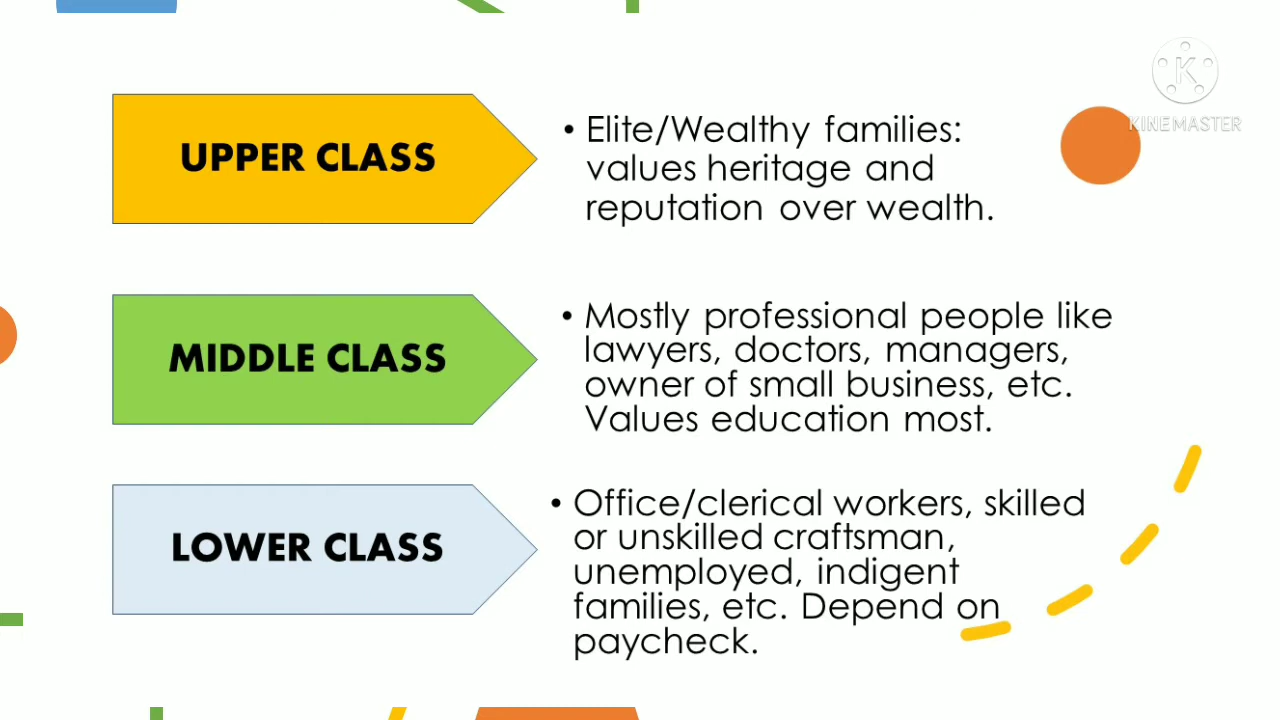 KINEMASTER
UPPER CLASS
• Elite/Wealthy families:
values heritage and
reputation over wealth.
MIDDLE CLASS
• Mostly professional people like
lawyers, doctors, managers,
owner of small business, etc.
Values education most.
LOWER CLASS
• Office/clerical workers, skilled
or unskilled craftsman,
unemployed, indigent
families, etc. Depend on
paycheck.